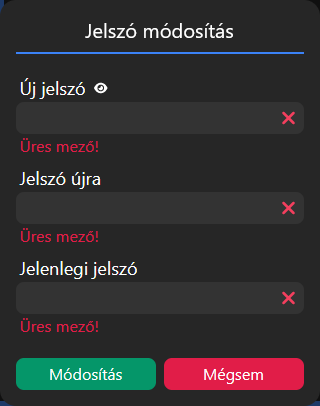 Jelszó módosítás
Új jelszó
Üres mező!
Jelszó újra
Üres mező!
Jelenlegi jelszó
Üres mező!
Módosítás Mégsem